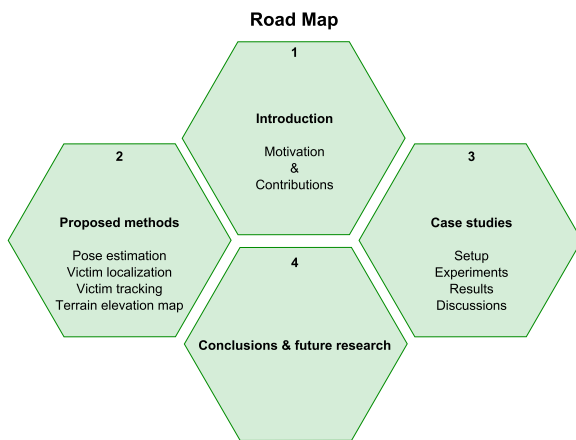 Road Map
1
Introduction
Motivation
&
Contributions
2
Proposed methods
Pose estimation
Victim localization
Victim tracking
Terrain elevation map
3
Case studies
Setup
Experiments
Results
Discussions
4
Conclusions & future research